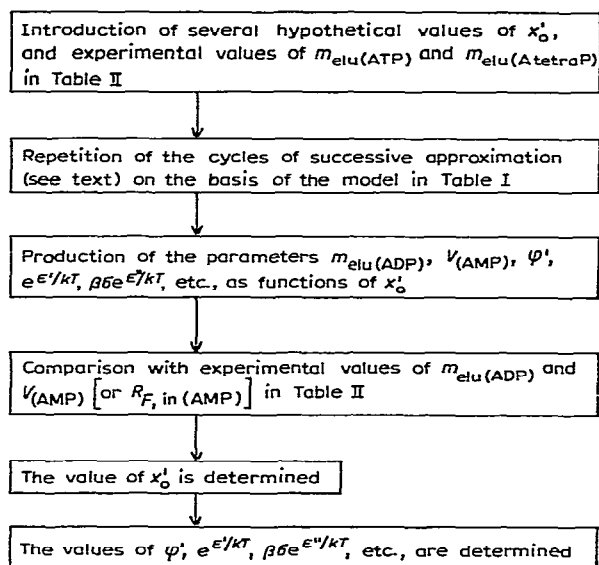 Introduction of several hypothetical values of x₀′,
and experimental values of m_elu(ATP) and m_elu(AtetraP)
in Table II
Repetition of the cycles of successive approximation
(see text) on the basis of the model in Table I
Production of the parameters m_elu(ADP), V_(AMP), φ′,
e^ε′/kT, βσe^ε″/kT, etc., as functions of x₀′
Comparison with experimental values of m_elu(ADP) and
V_(AMP) [or R_F, in (AMP)] in Table II
The value of x₀′ is determined
The values of φ′, e^ε′/kT, βσe^ε″/kT, etc., are determined